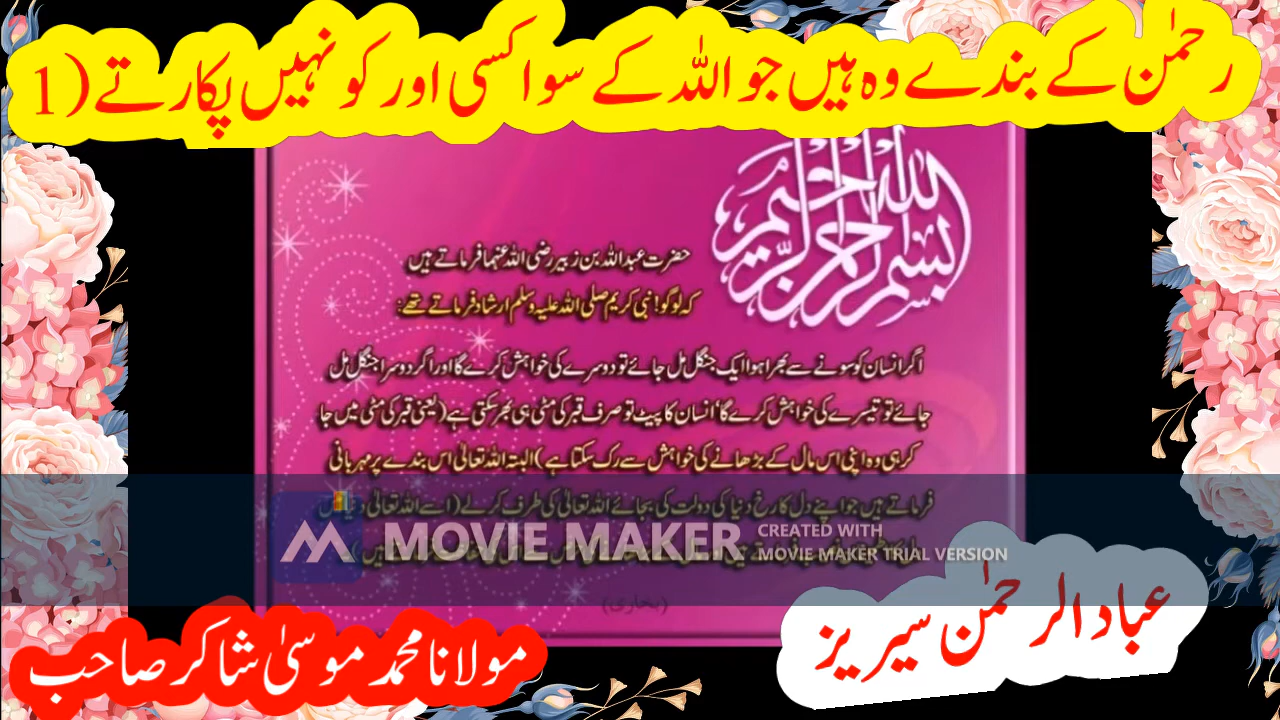 رحمٰن کے بندے وہ ہیں جو اللہ کے سوا کسی اور کو نہیں پکارتے (1
بسم اللہ الرحمن الرحیم
حضرت عبداللہ بن زبیر رضی اللہ عنہما فرماتے ہیں
کہ لوگو! نبی کریم صلی اللہ علیہ وسلم ارشاد فرماتے تھے:
اگر انسان کو سونے سے بھرا ہوا ایک جنگل مل جائے تو دوسرے کی خواہش کرے گا اور اگر دوسرا جنگل مل
جائے تو تیسرے کی خواہش کرے گا، انسان کا پیٹ تو صرف قبر کی مٹی ہی بھر سکتی ہے (یعنی قبر کی مٹی میں جا
کر ہی وہ اپنی اس مال کے بڑھانے کی خواہش سے رک سکتا ہے) البتہ اللہ تعالیٰ اس بندے پر مہربانی
فرماتے ہیں جو اپنے دل کا رخ دنیا کی دولت کی بجائے اللہ تعالیٰ کی طرف کر لے (اسے اللہ تعالیٰ دنیا میں
MOVIE MAKER
CREATED WITH
MOVIE MAKER TRIAL VERSION
(بخاری)
عباد الرحمٰن سیریز
مولانا محمد موسیٰ شاکر صاحب